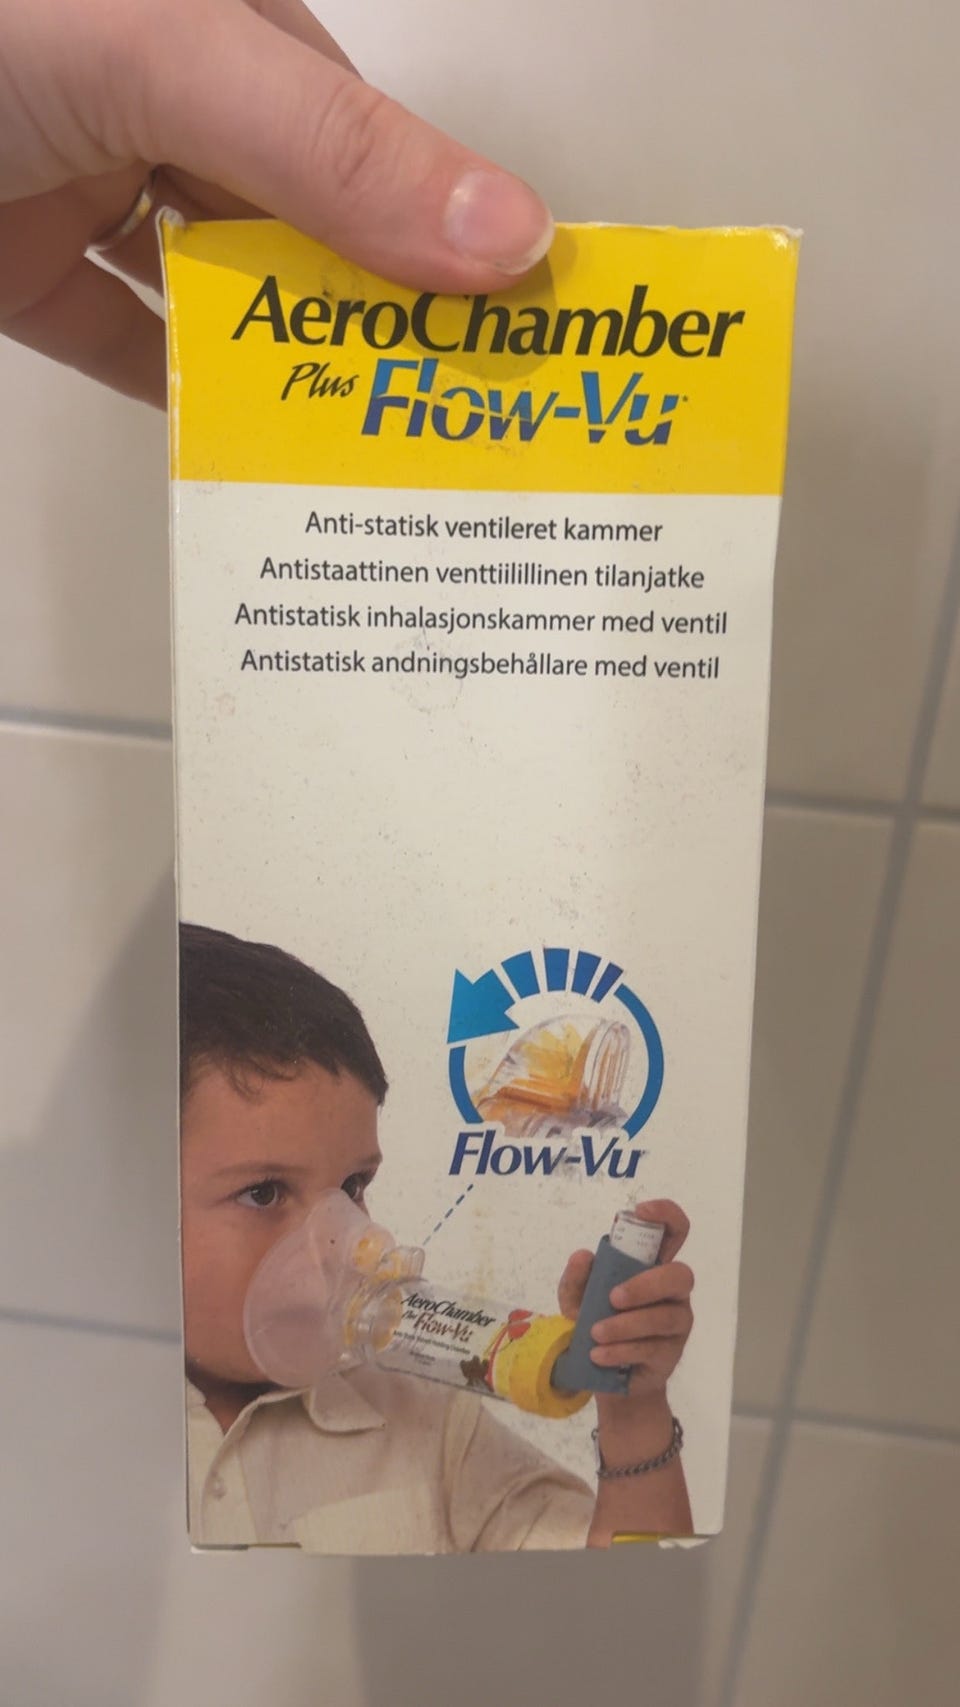 AeroChamber
Plus Flow-Vu
Anti-statisk ventileret kammer
Antistaattinen venttiilillinen tilanjatke
Antistatisk inhalasjonskammer med ventil
Antistatisk andningsbehållare med ventil
Flow-Vu
AeroChamber
Plus Flow-Vu